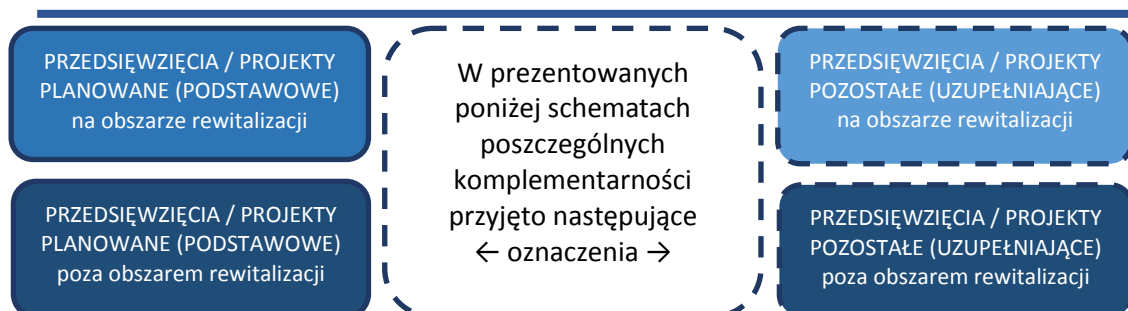 PRZEDSIĘWZIĘCIA / PROJEKTY
PLANOWANE (PODSTAWOWE)
na obszarze rewitalizacji
PRZEDSIĘWZIĘCIA / PROJEKTY
PLANOWANE (PODSTAWOWE)
poza obszarem rewitalizacji
W prezentowanych
poniżej schematach
poszczególnych
komplementarności
przyjęto następujące
← oznaczenia →
PRZEDSIĘWZIĘCIA / PROJEKTY
POZOSTAŁE (UZUPEŁNIAJĄCE)
na obszarze rewitalizacji
PRZEDSIĘWZIĘCIA / PROJEKTY
POZOSTAŁE (UZUPEŁNIAJĄCE)
poza obszarem rewitalizacji